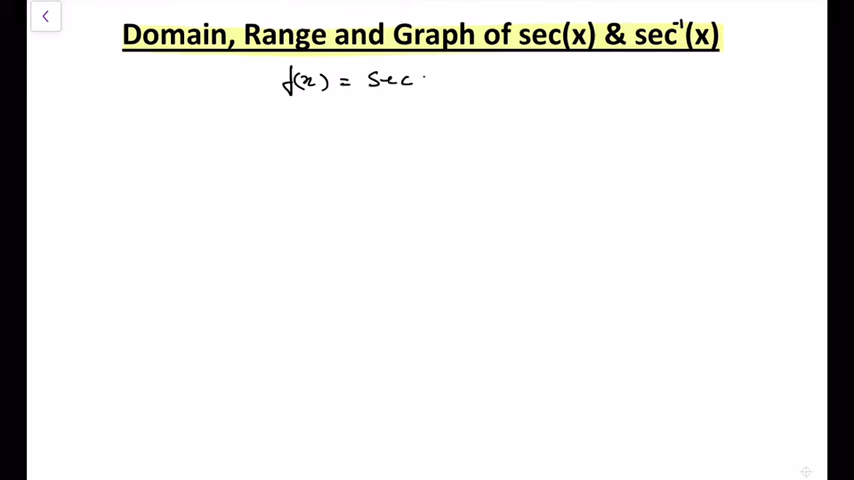 Domain, Range and Graph of sec(x) & sec⁻¹(x)
f(x) = sec